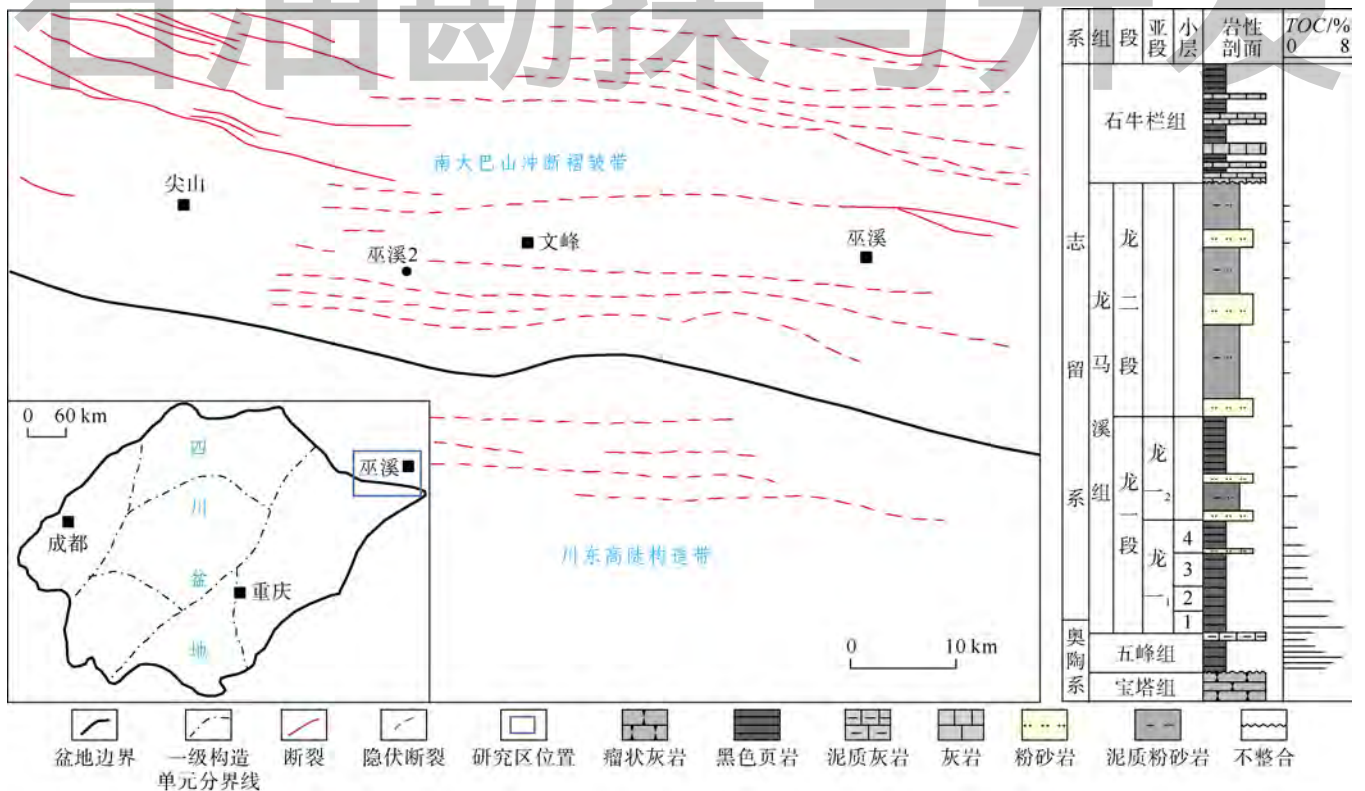 石油勘探与开发
南大巴山冲断褶皱带
尖山
巫溪2
文峰
巫溪
川东高陡构造带
0 10 km
0 60 km
四川盆地
巫溪
成都
重庆
系 组 段 亚段 小层 岩性剖面 TOC/%
0 8
石牛栏组
志留系
龙马溪组
龙二段
龙一段
龙一2
龙一1
4
3
2
1
奥陶系
五峰组
宝塔组
盆地边界
一级构造
单元分界线
断裂
隐伏断裂
研究区位置
瘤状灰岩
黑色页岩
泥质灰岩
灰岩
粉砂岩
泥质粉砂岩
不整合